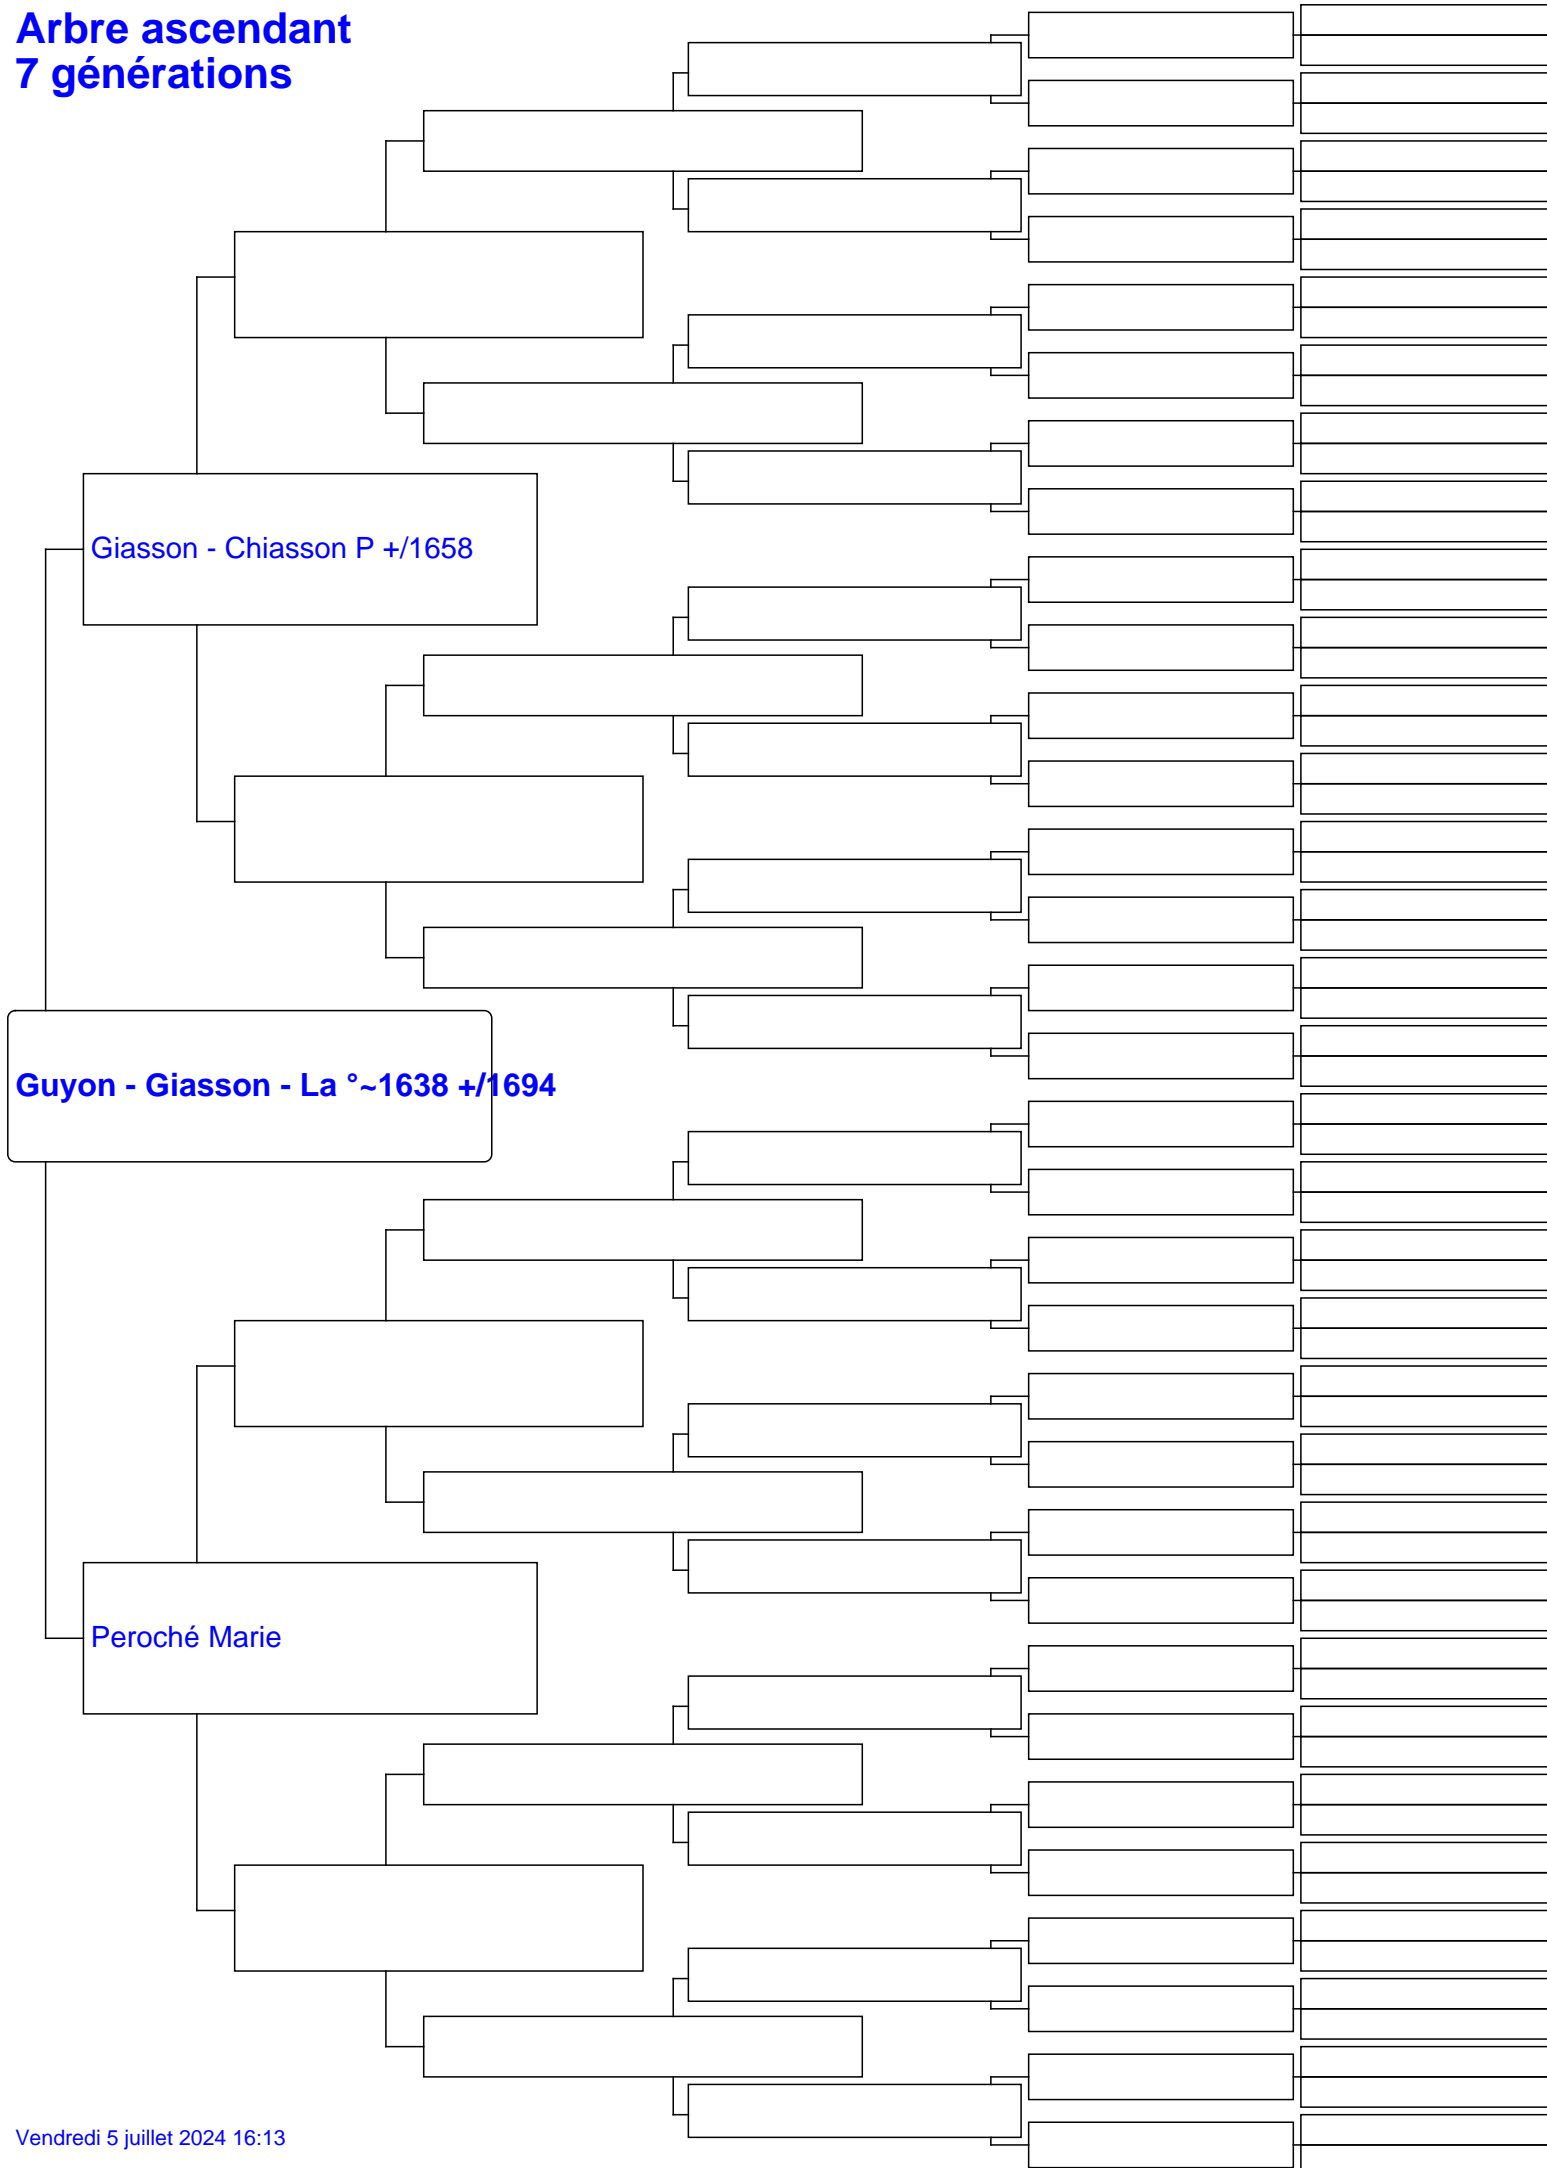 Arbre ascendant
7 générations
Giasson - Chiasson P +/1658
Guyon - Giasson - La °~1638 +/1694
Peroché Marie
Vendredi 5 juillet 2024 16:13